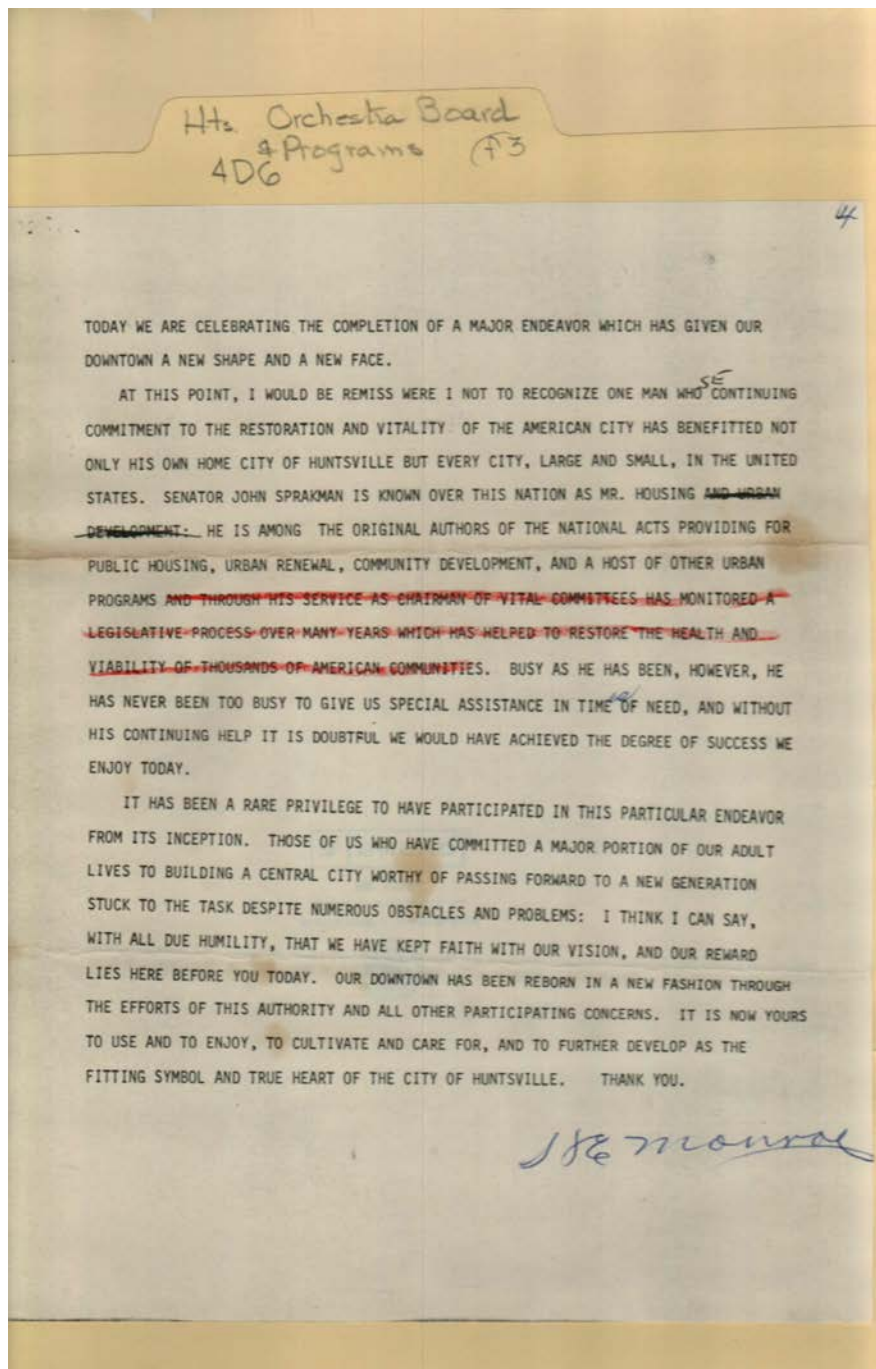 Hts. Orchestra Board
& Programs f3
4D6
4
TODAY WE ARE CELEBRATING THE COMPLETION OF A MAJOR ENDEAVOR WHICH HAS GIVEN OUR
DOWNTOWN A NEW SHAPE AND A NEW FACE.
AT THIS POINT, I WOULD BE REMISS WERE I NOT TO RECOGNIZE ONE MAN WHOSE CONTINUING
COMMITMENT TO THE RESTORATION AND VITALITY OF THE AMERICAN CITY HAS BENEFITTED NOT
ONLY HIS OWN HOME CITY OF HUNTSVILLE BUT EVERY CITY, LARGE AND SMALL, IN THE UNITED
STATES. SENATOR JOHN SPRAKMAN IS KNOWN OVER THIS NATION AS MR. HOUSING AND URBAN
DEVELOPMENT: HE IS AMONG THE ORIGINAL AUTHORS OF THE NATIONAL ACTS PROVIDING FOR
PUBLIC HOUSING, URBAN RENEWAL, COMMUNITY DEVELOPMENT, AND A HOST OF OTHER URBAN
PROGRAMS AND THROUGH HIS SERVICE AS CHAIRMAN OF VITAL COMMITTEES HAS MONITORED A
LEGISLATIVE PROCESS OVER MANY YEARS WHICH HAS HELPED TO RESTORE THE HEALTH AND
VIABILITY OF THOUSANDS OF AMERICAN COMMUNITIES. BUSY AS HE HAS BEEN, HOWEVER, HE
HAS NEVER BEEN TOO BUSY TO GIVE US SPECIAL ASSISTANCE IN TIME OF NEED, AND WITHOUT
HIS CONTINUING HELP IT IS DOUBTFUL WE WOULD HAVE ACHIEVED THE DEGREE OF SUCCESS WE
ENJOY TODAY.
IT HAS BEEN A RARE PRIVILEGE TO HAVE PARTICIPATED IN THIS PARTICULAR ENDEAVOR
FROM ITS INCEPTION. THOSE OF US WHO HAVE COMMITTED A MAJOR PORTION OF OUR ADULT
LIVES TO BUILDING A CENTRAL CITY WORTHY OF PASSING FORWARD TO A NEW GENERATION
STUCK TO THE TASK DESPITE NUMEROUS OBSTACLES AND PROBLEMS: I THINK I CAN SAY,
WITH ALL DUE HUMILITY, THAT WE HAVE KEPT FAITH WITH OUR VISION, AND OUR REWARD
LIES HERE BEFORE YOU TODAY. OUR DOWNTOWN HAS BEEN REBORN IN A NEW FASHION THROUGH
THE EFFORTS OF THIS AUTHORITY AND ALL OTHER PARTICIPATING CONCERNS. IT IS NOW YOURS
TO USE AND TO ENJOY, TO CULTIVATE AND CARE FOR, AND TO FURTHER DEVELOP AS THE
FITTING SYMBOL AND TRUE HEART OF THE CITY OF HUNTSVILLE. THANK YOU.
Monroe